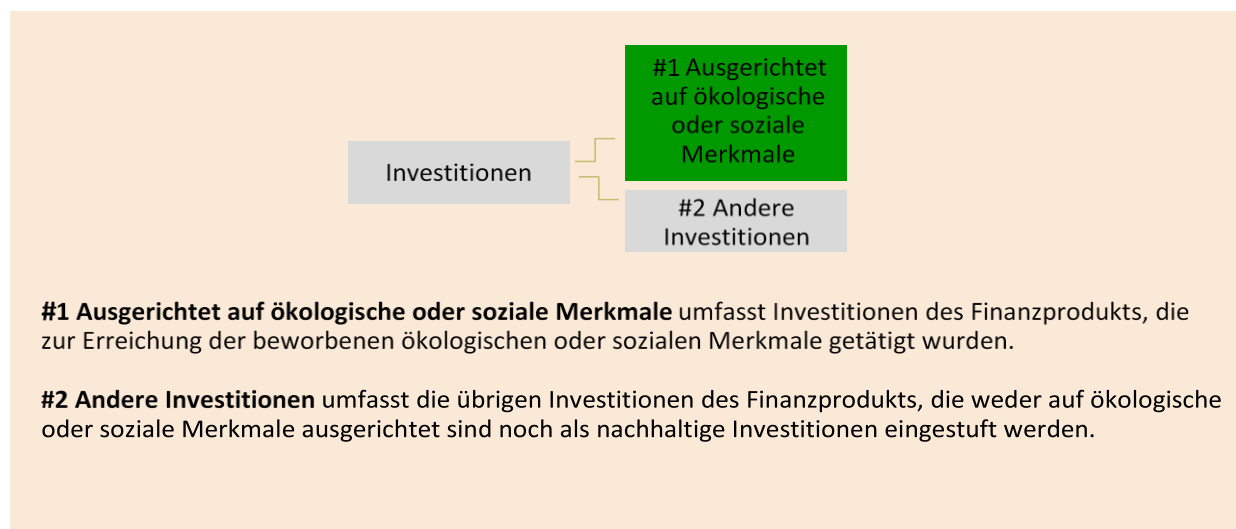 #1 Ausgerichtet
auf ökologische
oder soziale
Merkmale
Investitionen
#2 Andere
Investitionen
#1 Ausgerichtet auf ökologische oder soziale Merkmale umfasst Investitionen des Finanzprodukts, die
zur Erreichung der beworbenen ökologischen oder sozialen Merkmale getätigt wurden.
#2 Andere Investitionen umfasst die übrigen Investitionen des Finanzprodukts, die weder auf ökologische
oder soziale Merkmale ausgerichtet sind noch als nachhaltige Investitionen eingestuft werden.